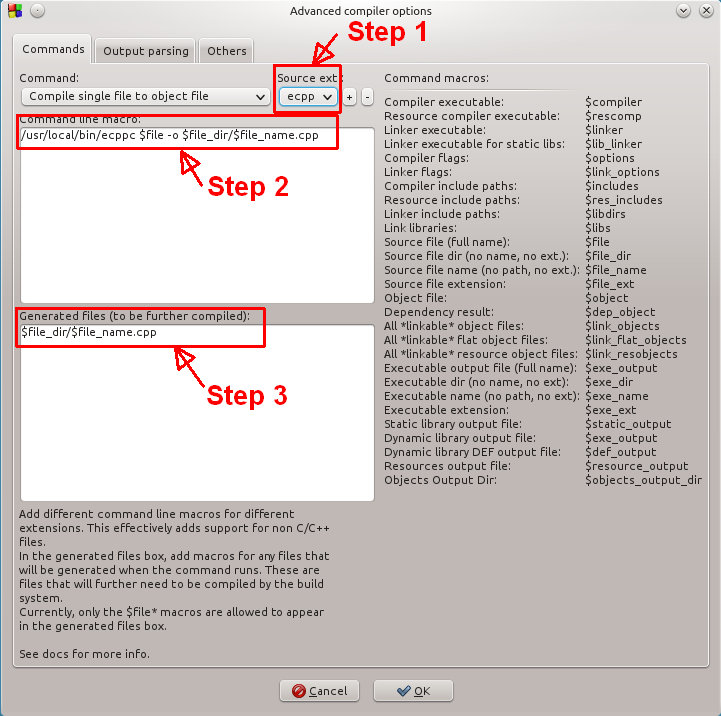 Advanced compiler options
Step 1
Commands
Output parsing
Others
Command:
Source ext:
Compile single file to object file
ecpp
+
-
Command line macro:
/usr/local/bin/ecppc $file -o $file_dir/$file_name.cpp
Step 2
Generated files (to be further compiled):
$file_dir/$file_name.cpp
Step 3
Add different command line macros for different
extensions. This effectively adds support for non C/C++
files.
In the generated files box, add macros for any files that
will be generated when the command runs. These are
files that will further need to be compiled by the build
system.
Currently, only the $file* macros are allowed to appear
in the generated files box.
See docs for more info.
Command macros:
Compiler executable: $compiler
Resource compiler executable: $rescomp
Linker executable: $linker
Linker executable for static libs: $lib_linker
Compiler flags: $options
Linker flags: $link_options
Compiler include paths: $includes
Resource include paths: $res_includes
Linker include paths: $libdirs
Link libraries: $libs
Source file (full name): $file
Source file dir (no name, no ext.): $file_dir
Source file name (no path, no ext.): $file_name
Source file extension: $file_ext
Object file: $object
Dependency result: $dep_object
All *linkable* object files: $link_objects
All *linkable* flat object files: $link_flat_objects
All *linkable* resource object files: $link_resobjects
Executable output file (full name): $exe_output
Executable dir (no name, no ext): $exe_dir
Executable name (no path, no ext): $exe_name
Executable extension: $exe_ext
Static library output file: $static_output
Dynamic library output file: $exe_output
Dynamic library DEF output file: $def_output
Resources output file: $resource_output
Objects Output Dir: $objects_output_dir
Cancel
OK